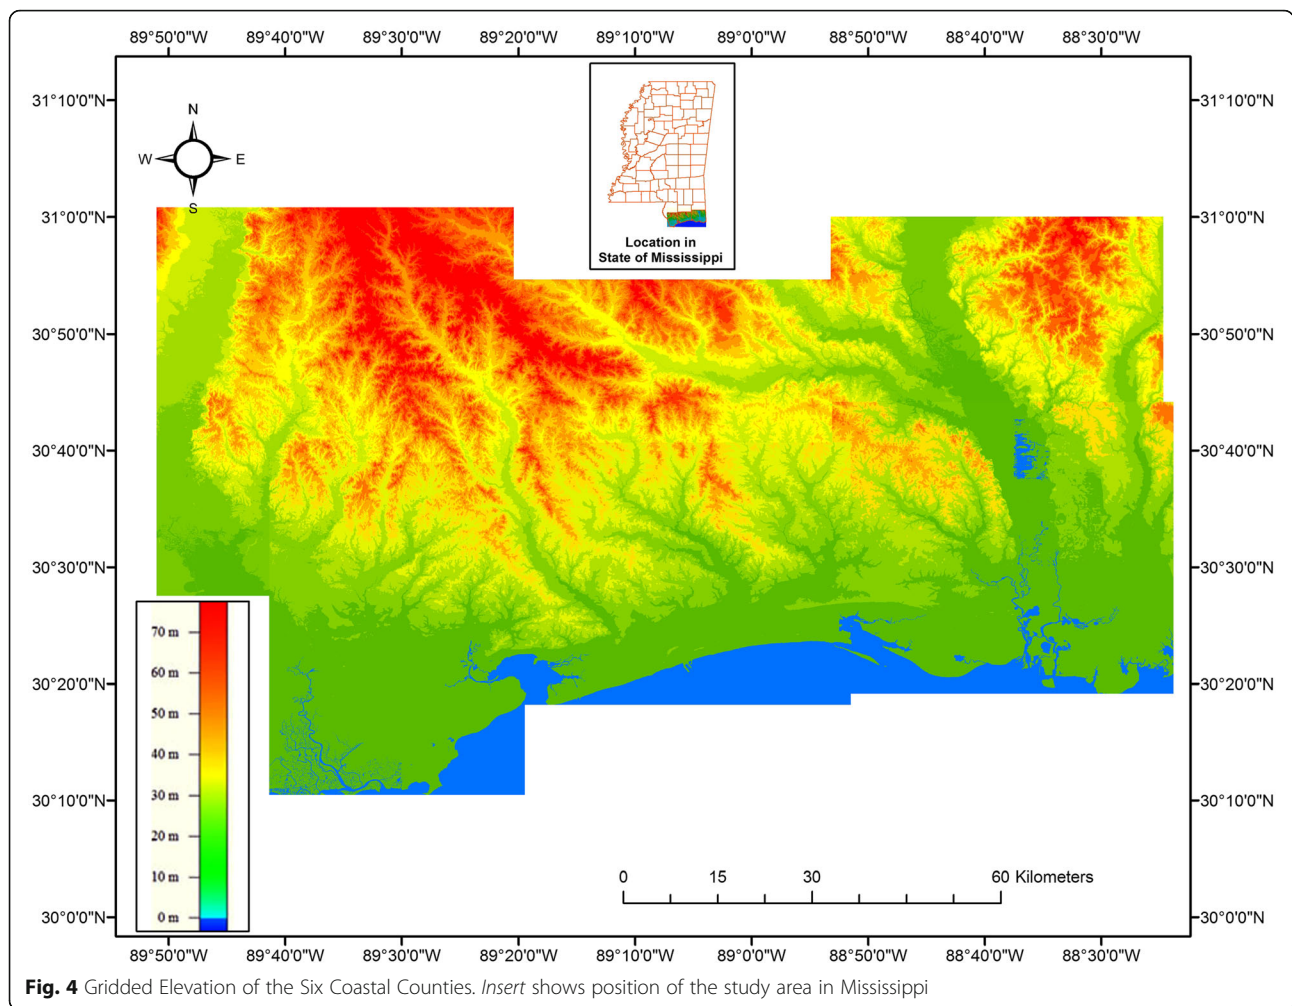 89°50'0"W 89°40'0"W 89°30'0"W 89°20'0"W 89°10'0"W 89°0'0"W 88°50'0"W 88°40'0"W 88°30'0"W
31°10'0"N 31°10'0"N
N
W E
S
31°0'0"N 31°0'0"N
Location in
State of Mississippi
30°50'0"N 30°50'0"N
30°40'0"N 30°40'0"N
30°30'0"N 30°30'0"N
70 m
60 m
30°20'0"N 30°20'0"N
50 m
40 m
30°10'0"N 30°10'0"N
30 m
20 m
10 m
0 15 30 60 Kilometers
0 m
30°0'0"N 30°0'0"N
89°50'0"W 89°40'0"W 89°30'0"W 89°20'0"W 89°10'0"W 89°0'0"W 88°50'0"W 88°40'0"W 88°30'0"W
Fig. 4 Gridded Elevation of the Six Coastal Counties. Insert shows position of the study area in Mississippi